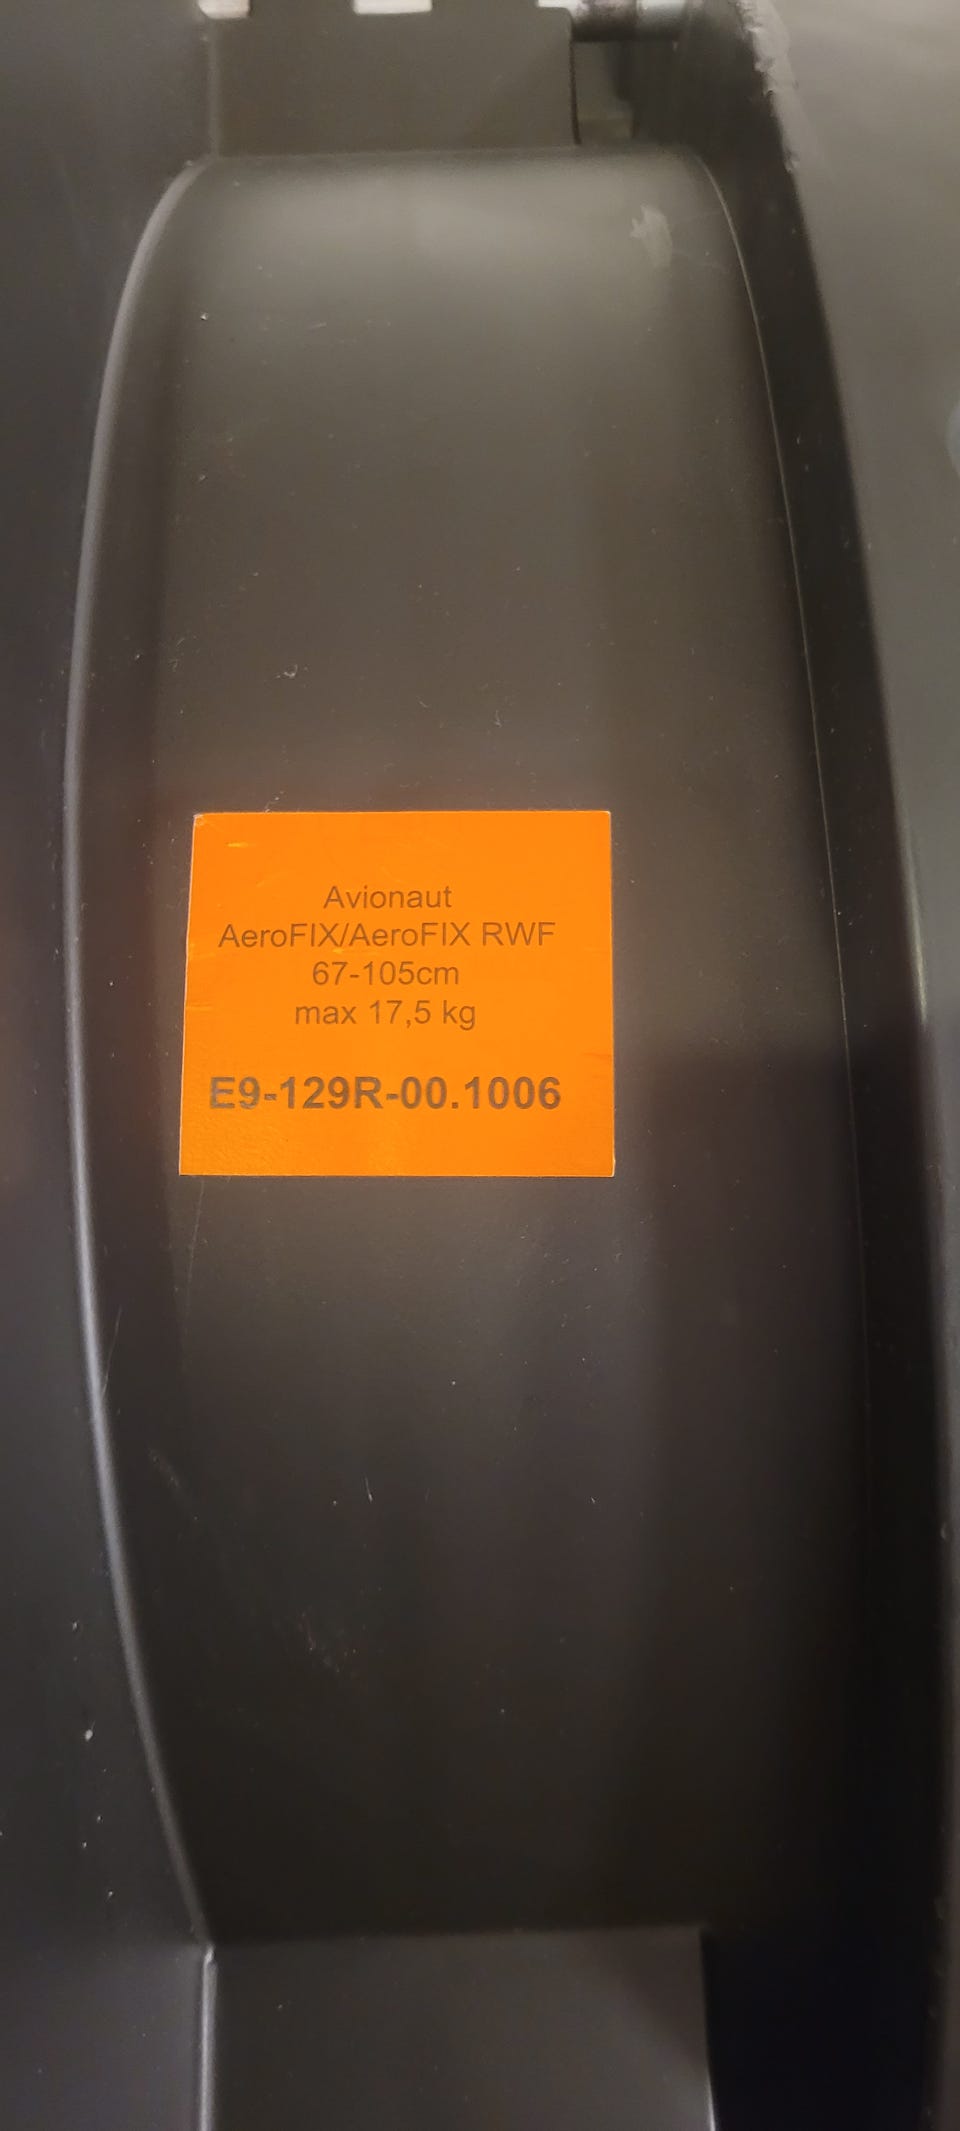 Avionaut
AeroFIX/AeroFIX RWF
67-105cm
max 17,5 kg
E9-129R-00.1006